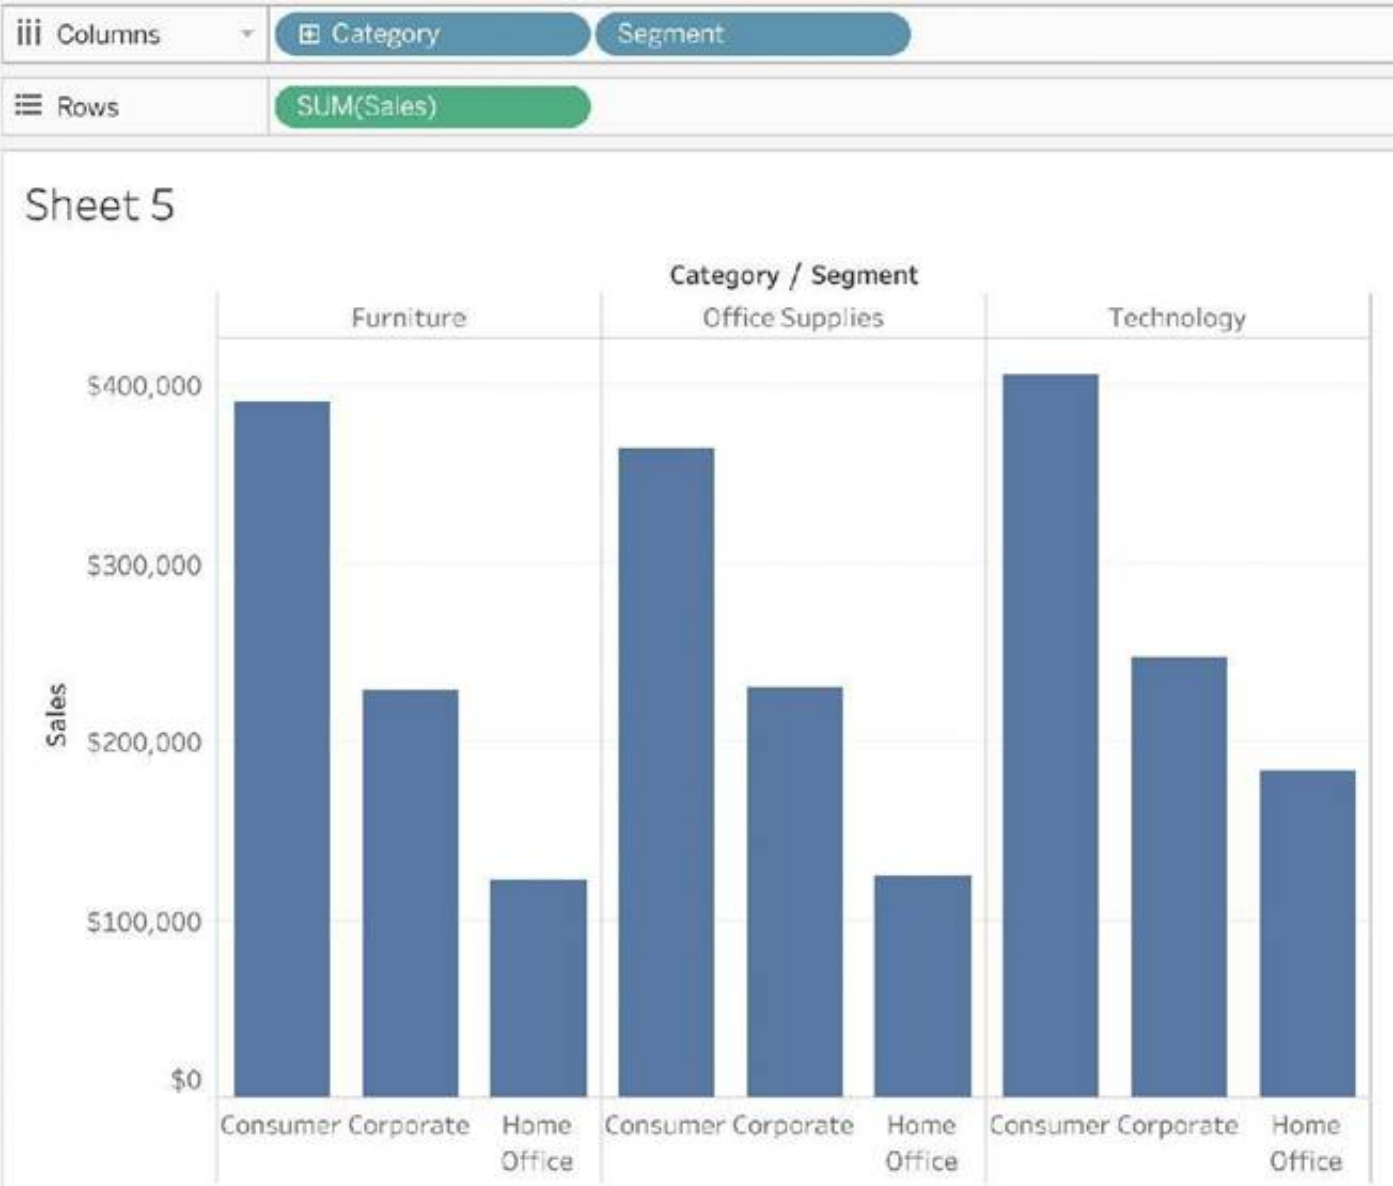 Columns
Category
Segment
Rows
SUM(Sales)
Sheet 5
Category / Segment
Furniture
Office Supplies
Technology
$400,000
$300,000
$200,000
$100,000
$0
Sales
Consumer Corporate Home Office
Consumer Corporate Home Office
Consumer Corporate Home Office